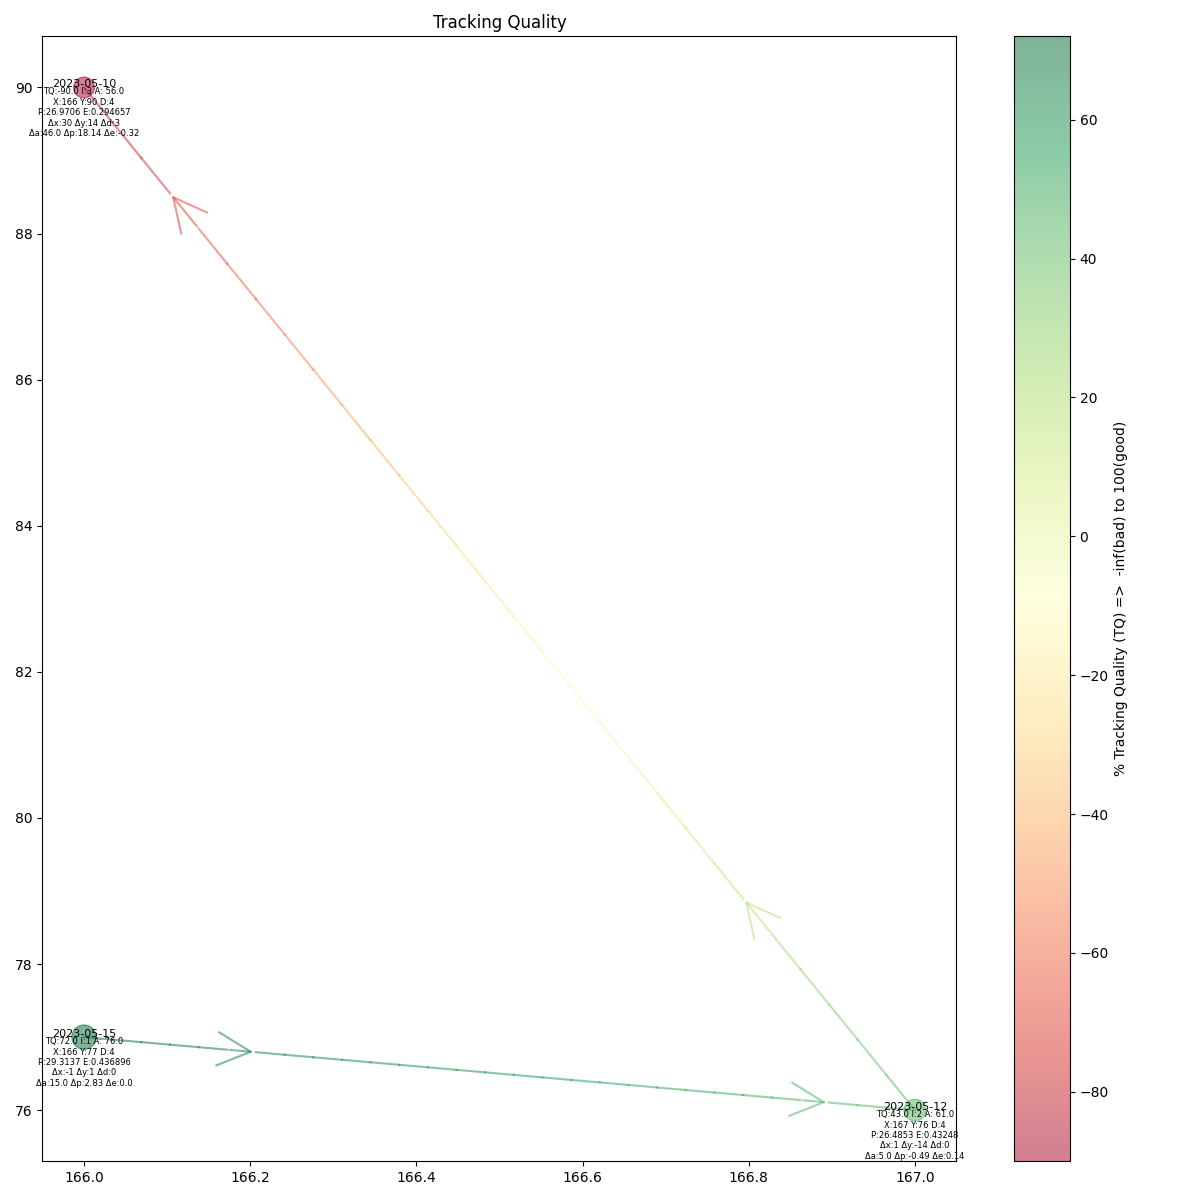 Tracking Quality
90
88
86
84
82
80
78
76
166.0 166.2 166.4 166.6 166.8 167.0
2023-05-10
TQ:-90.0 I:3 A: 56.0
X:166 Y:90 D:4
P:26.9706 E:0.294657
Δx:30 Δy:14 Δd:3
Δa:46.0 Δp:18.14 Δe:-0.32
2023-05-15
TQ:72.0 I:1 A: 76.0
X:166 Y:77 D:4
P:29.3137 E:0.436896
Δx:-1 Δy:1 Δd:0
Δa:15.0 Δp:2.83 Δe:0.0
2023-05-12
TQ:43.0 I:2 A: 61.0
X:167 Y:76 D:4
P:26.4853 E:0.43248
Δx:1 Δy:-14 Δd:0
Δa:5.0 Δp:-0.49 Δe:0.14
60
40
20
0
−20
−40
−60
−80
% Tracking Quality (TQ) => -inf(bad) to 100(good)